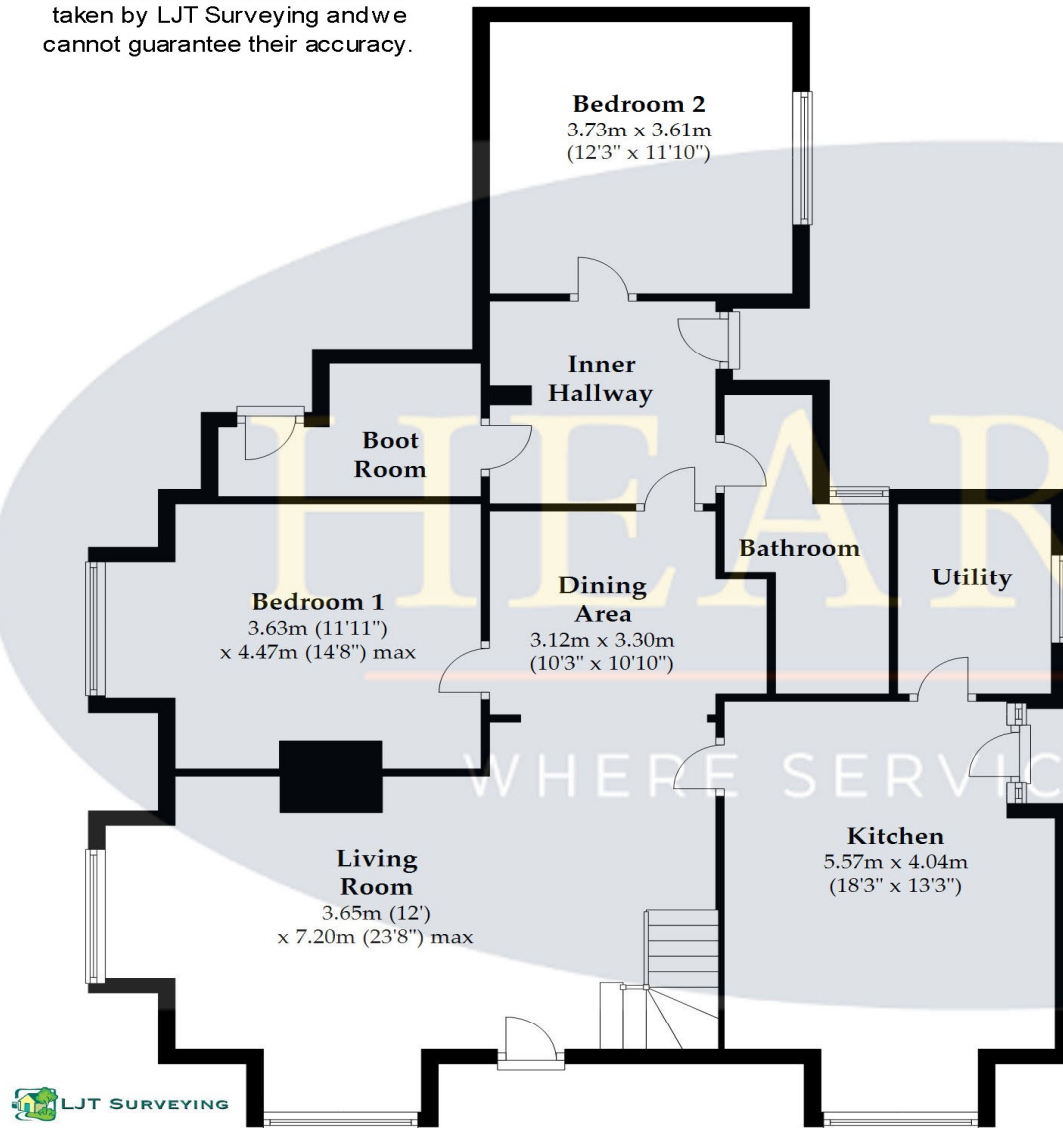 taken by LJT Surveying andwe
cannot guarantee their accuracy.
Bedroom 2
3.73m x 3.61m
(12'3" x 11'10")
Inner
Hallway
Boot
Room
Bathroom
Utility
Dining
Area
3.12m x 3.30m
(10'3" x 10'10")
Bedroom 1
3.63m (11'11")
x 4.47m (14'8") max
Kitchen
5.57m x 4.04m
(18'3" x 13'3")
Living
Room
3.65m (12')
x 7.20m (23'8") max
HEAR
WHERE SERVIC
LJT SURVEYING